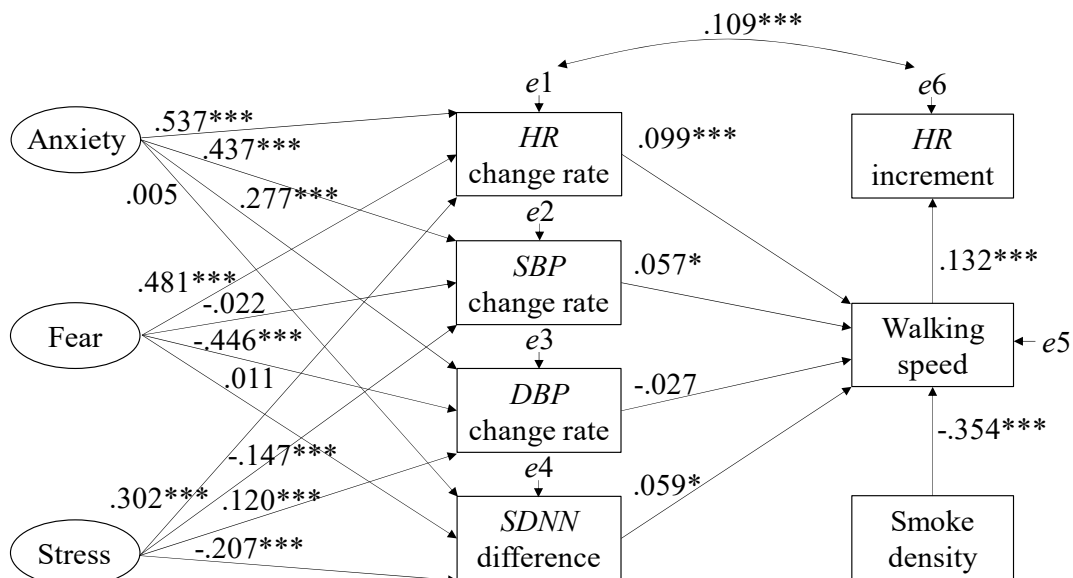 .109***
e1
e6
Anxiety
.537***
HR
change rate
.099***
HR
increment
.437***
.005
.277***
e2
SBP
change rate
.057*
.132***
.481***
-.022
Fear
-.446***
e3
Walking
speed
e5
.011
DBP
change rate
-.027
-.147***
e4
-.354***
.302***
.120***
SDNN
difference
.059*
Smoke
density
Stress
-.207***